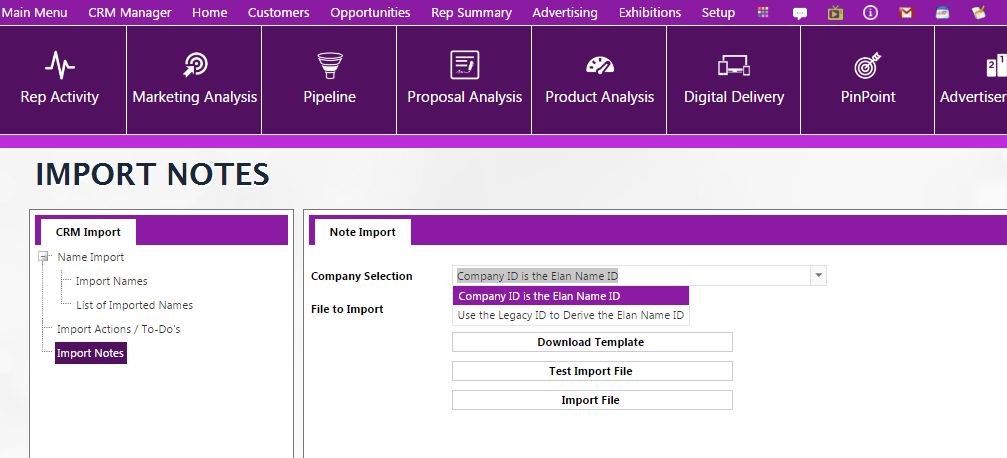 Main Menu CRM Manager Home Customers Opportunities Rep Summary Advertising Exhibitions Setup
Rep Activity Marketing Analysis Pipeline Proposal Analysis Product Analysis Digital Delivery PinPoint Advertiser
IMPORT NOTES
CRM Import
Name Import
Import Names
List of Imported Names
Import Actions / To-Do's
Import Notes
Note Import
Company Selection Company ID is the Elan Name ID
Company ID is the Elan Name ID
File to Import
Use the Legacy ID to Derive the Elan Name ID
Download Template
Test Import File
Import File